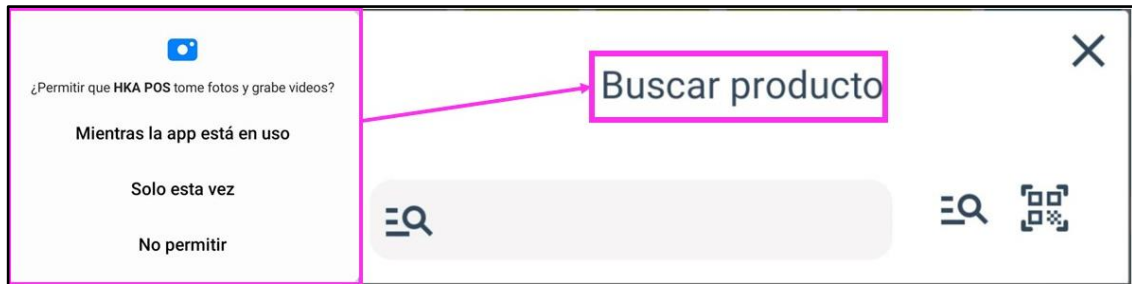 ¿Permitir que HKA POS tome fotos y grabe videos?
Mientras la app está en uso
Solo esta vez
No permitir
Buscar producto